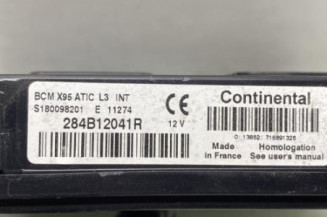 BCM X95 ATIC L3 INT
S180098201 E 11274
284B12041R
12 V
CE
Continental
Made in France
Homologation See user's manual